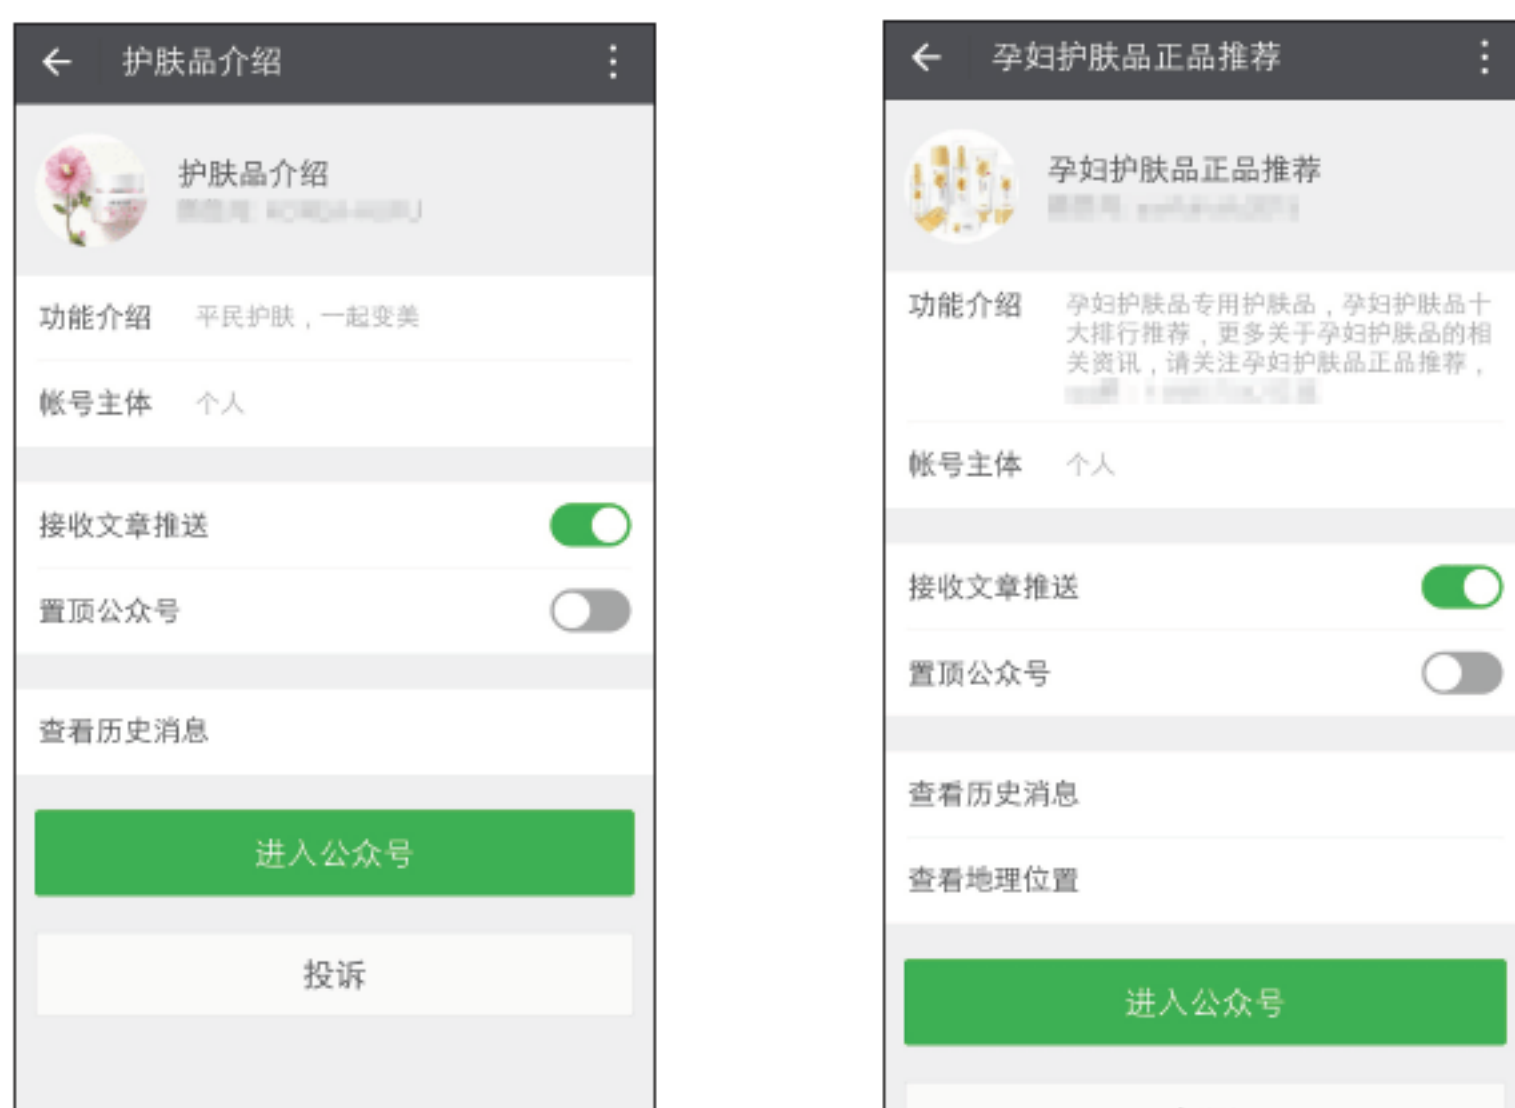 护肤品介绍
护肤品介绍
功能介绍 平民护肤，一起变美
帐号主体 个人
接收文章推送
置顶公众号
查看历史消息
进入公众号
投诉
孕妇护肤品正品推荐
孕妇护肤品正品推荐
功能介绍 孕妇护肤品专用护肤品，孕妇护肤品十
大排行推荐，更多关于孕妇护肤品的相
关资讯，请关注孕妇护肤品正品推荐，
帐号主体 个人
接收文章推送
置顶公众号
查看历史消息
查看地理位置
进入公众号